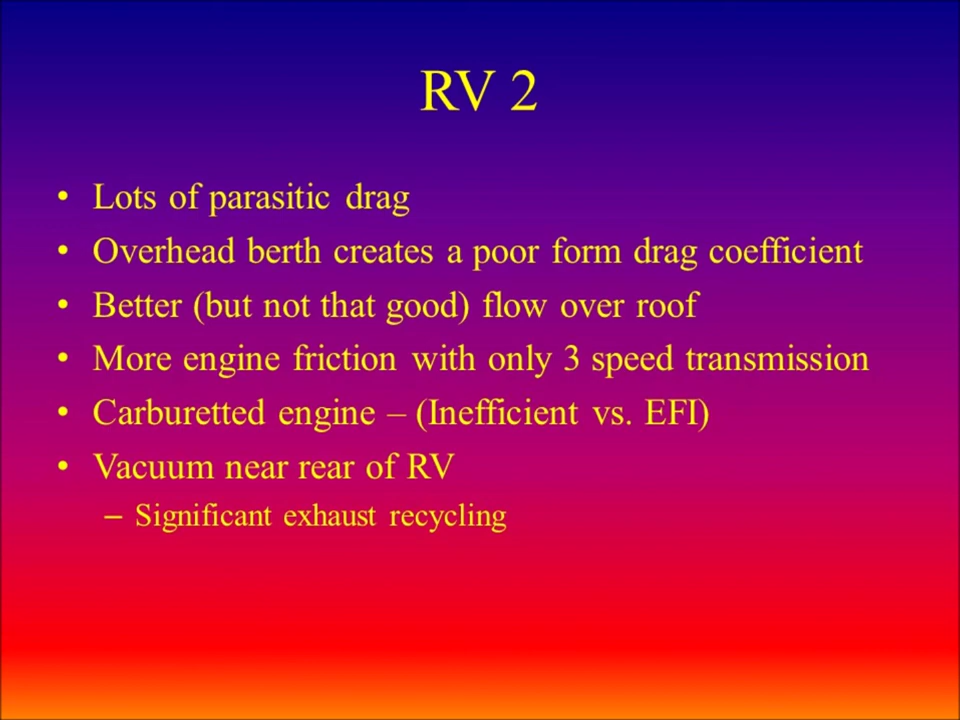 RV 2
• Lots of parasitic drag
• Overhead berth creates a poor form drag coefficient
• Better (but not that good) flow over roof
• More engine friction with only 3 speed transmission
• Carburetted engine – (Inefficient vs. EFI)
• Vacuum near rear of RV
– Significant exhaust recycling